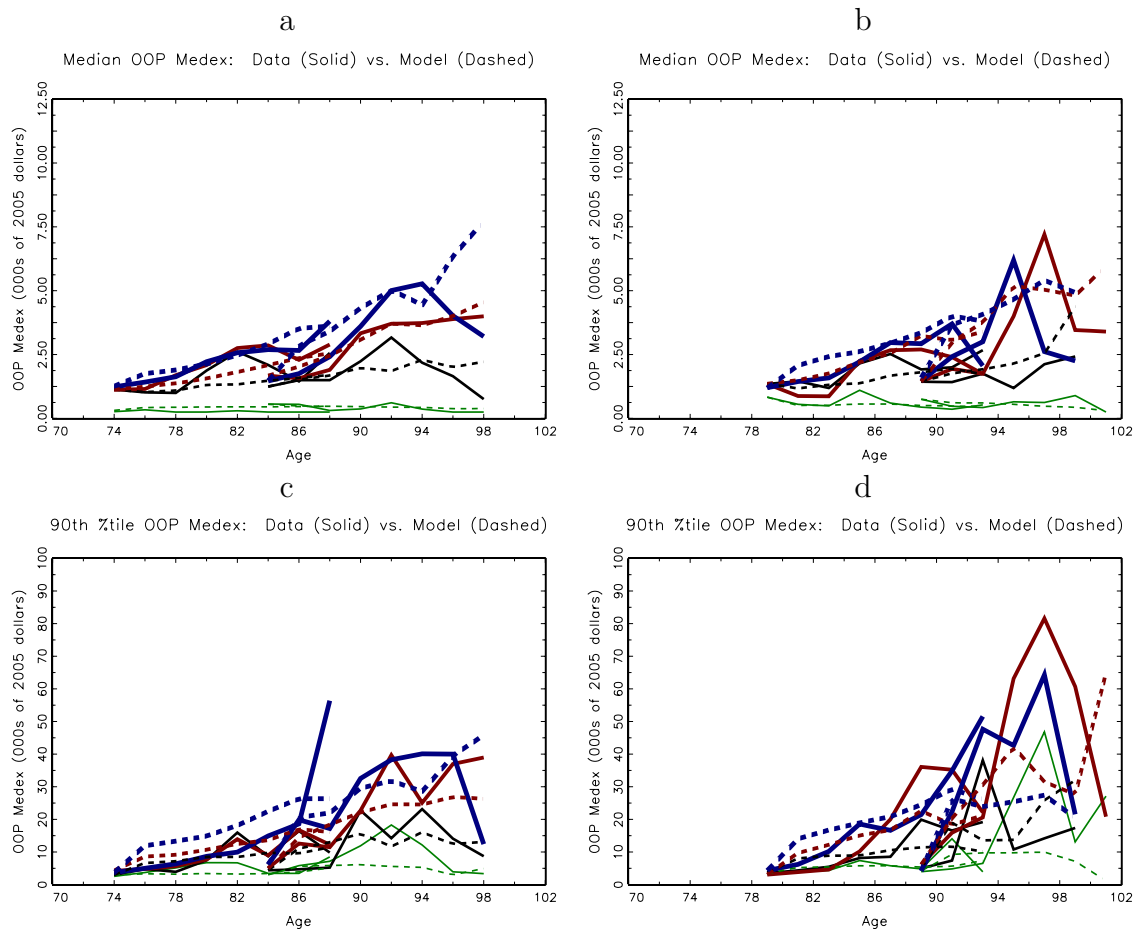 a
b
Median OOP Medex: Data (Solid) vs. Model (Dashed)
Median OOP Medex: Data (Solid) vs. Model (Dashed)
OOP Medex (000s of 2005 dollars)
0.00 2.50 5.00 7.50 10.00 12.50
70 74 78 82 86 90 94 98 102
Age
OOP Medex (000s of 2005 dollars)
0.00 2.50 5.00 7.50 10.00 12.50
70 74 78 82 86 90 94 98 102
Age
c
d
90th %tile OOP Medex: Data (Solid) vs. Model (Dashed)
90th %tile OOP Medex: Data (Solid) vs. Model (Dashed)
OOP Medex (000s of 2005 dollars)
0 10 20 30 40 50 60 70 80 90 100
70 74 78 82 86 90 94 98 102
Age
OOP Medex (000s of 2005 dollars)
0 10 20 30 40 50 60 70 80 90 100
70 74 78 82 86 90 94 98 102
Age